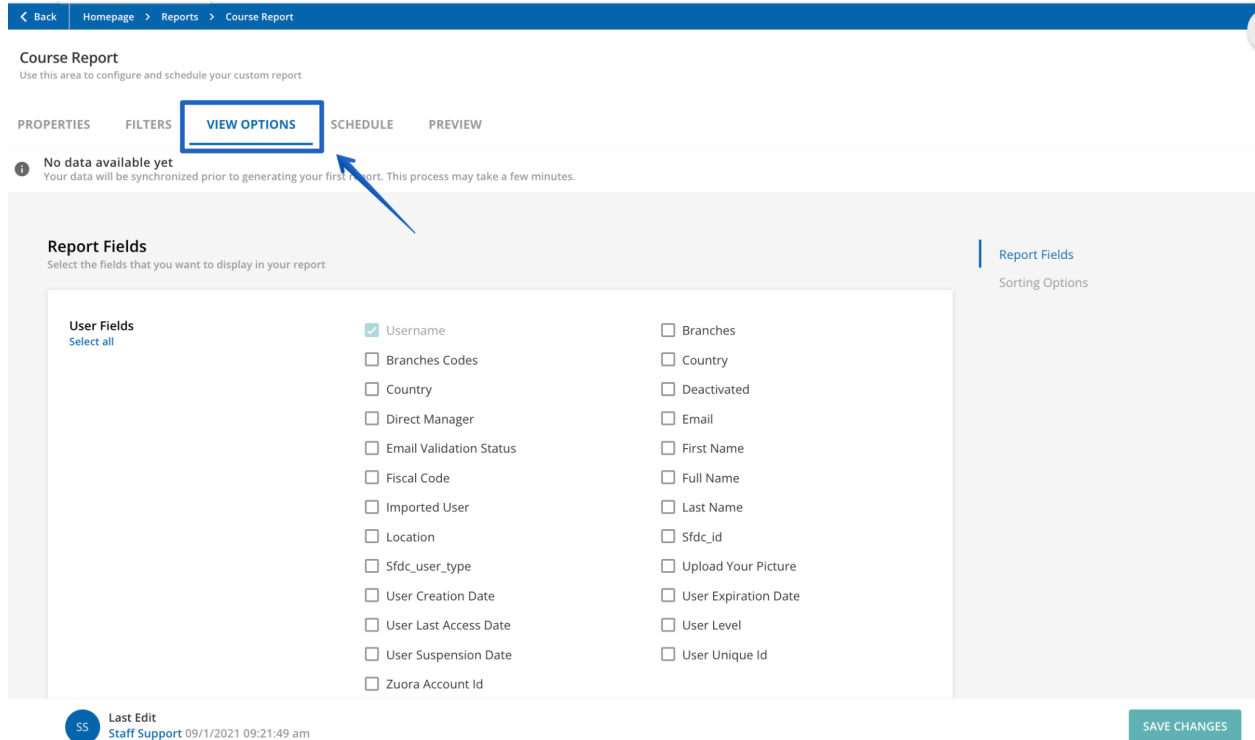 Back Homepage > Reports > Course Report
Course Report
Use this area to configure and schedule your custom report
PROPERTIES FILTERS VIEW OPTIONS SCHEDULE PREVIEW
No data available yet
Your data will be synchronized prior to generating your first report. This process may take a few minutes.
Report Fields
Select the fields that you want to display in your report
Report Fields
Sorting Options
User Fields
Select all
Username Branches
Branches Codes Country
Country Deactivated
Direct Manager Email
Email Validation Status First Name
Fiscal Code Full Name
Imported User Last Name
Location Sfdc_id
Sfdc_user_type Upload Your Picture
User Creation Date User Expiration Date
User Last Access Date User Level
User Suspension Date User Unique Id
Zuora Account Id
SS
Last Edit
Staff Support 09/1/2021 09:21:49 am
SAVE CHANGES